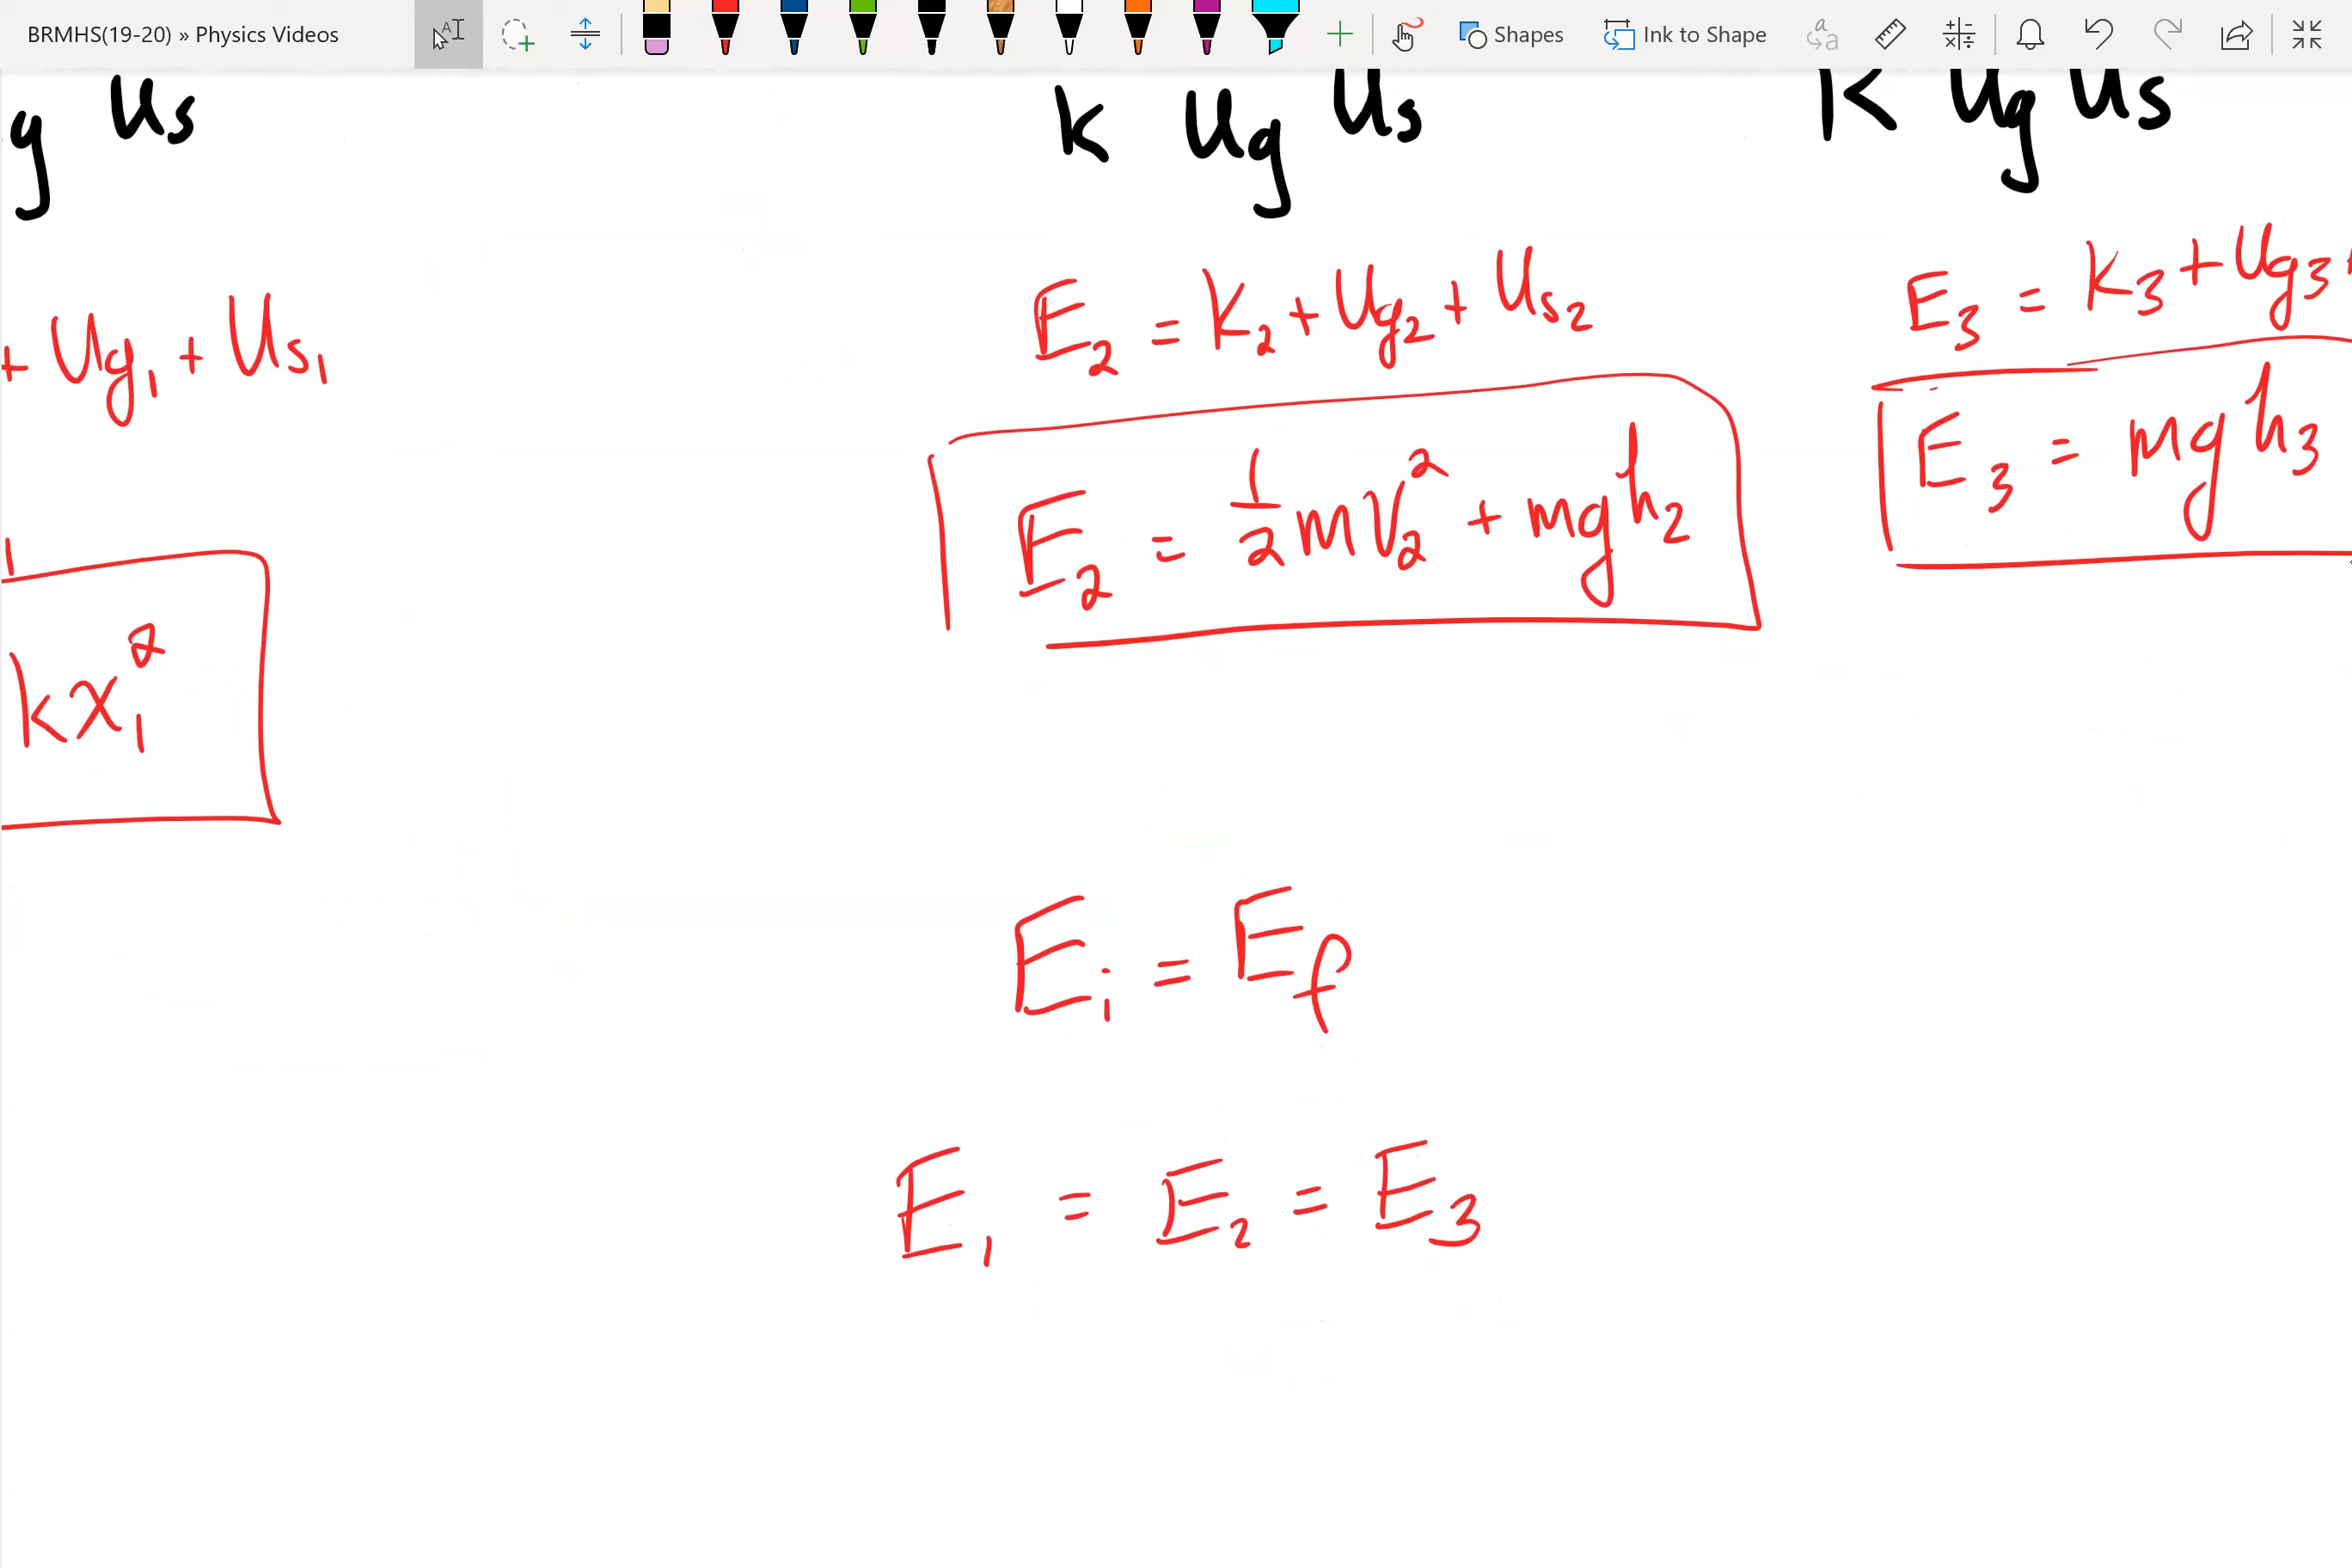 BRMHS(19-20) » Physics Videos Shapes Ink to Shape
g Us
K Ug Us
K Ug Us
+ Ug₁ + Us₁
E₂ = K₂ + Ug₂ + Us₂
E₃ = K₃ + Ug₃
E₂ = ½mV₂² + mgh₂
E₃ = mgh₃
kx₁²
Eᵢ = E_f
E₁ = E₂ = E₃